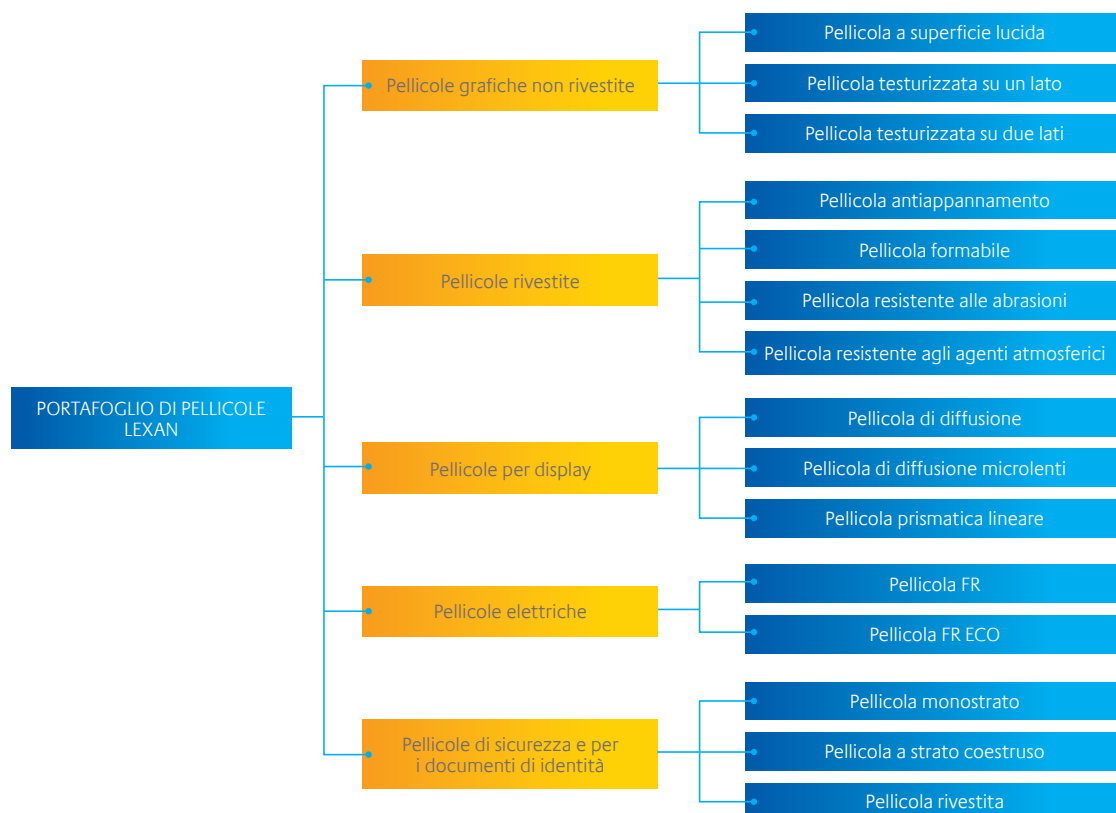 PORTAFOGLIO DI PELLICOLE
LEXAN
Pellicole grafiche non rivestite
Pellicola a superficie lucida
Pellicola testurizzata su un lato
Pellicola testurizzata su due lati
Pellicole rivestite
Pellicola antiappannamento
Pellicola formabile
Pellicola resistente alle abrasioni
Pellicola resistente agli agenti atmosferici
Pellicole per display
Pellicola di diffusione
Pellicola di diffusione microlenti
Pellicola prismatica lineare
Pellicole elettriche
Pellicola FR
Pellicola FR ECO
Pellicole di sicurezza e per
i documenti di identità
Pellicola monostrato
Pellicola a strato coestruso
Pellicola rivestita